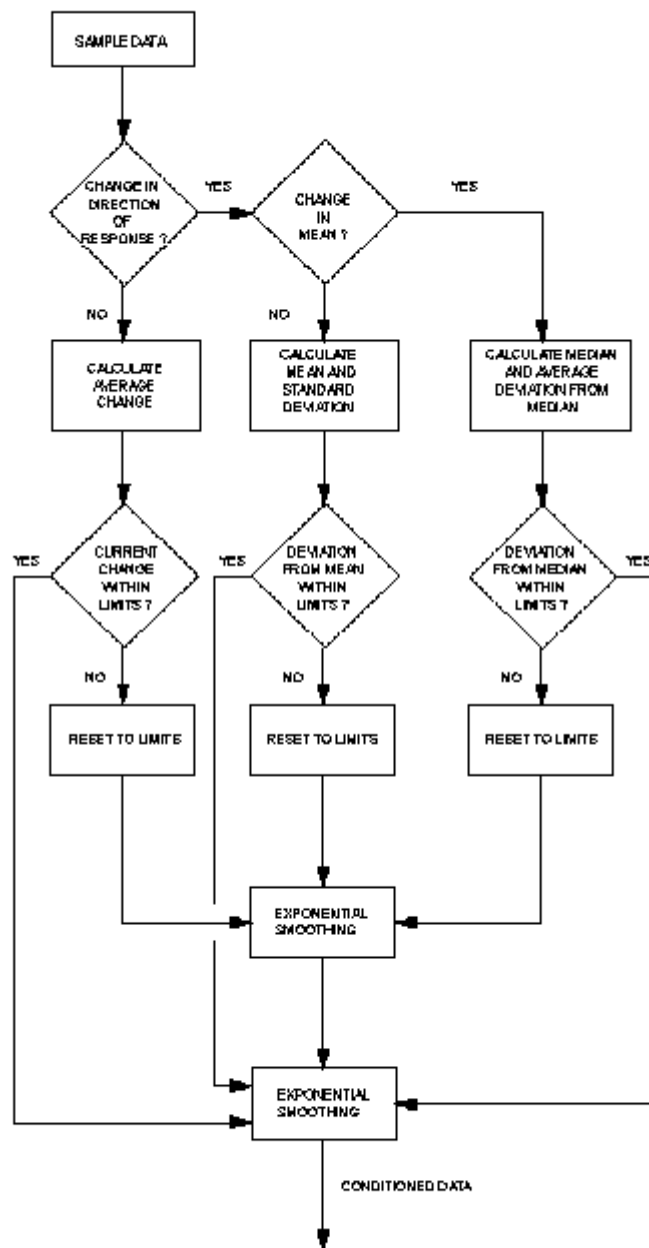 SAMPLE DATA
CHANGE IN
DIRECTION
OF
RESPONSE ?
YES
CHANGE
IN
MEAN ?
YES
NO
NO
CALCULATE
AVERAGE
CHANGE
CALCULATE
MEAN AND
STANDARD
DEVIATION
CALCULATE MEDIAN
AND AVERAGE
DEVIATION FROM
MEDIAN
YES
CURRENT
CHANGE
WITHIN
LIMITS ?
YES
DEVIATION
FROM MEAN
WITHIN
LIMITS ?
DEVIATION
FROM MEDIAN
WITHIN
LIMITS ?
YES
NO
NO
NO
RESET TO LIMITS
RESET TO LIMITS
RESET TO LIMITS
EXPONENTIAL
SMOOTHING
EXPONENTIAL
SMOOTHING
CONDITIONED DATA